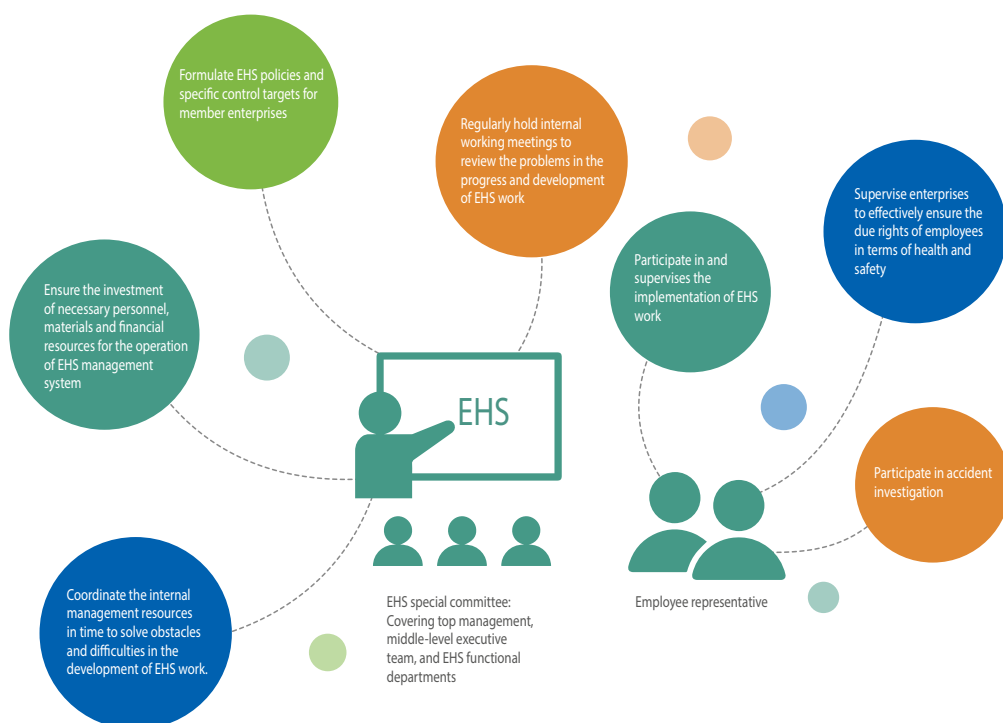 Formulate EHS policies and
specific control targets for
member enterprises
Regularly hold internal
working meetings to
review the problems in the
progress and development
of EHS work
Supervise enterprises
to effectively ensure the
due rights of employees
in terms of health and
safety
Participate in and
supervises the
implementation of EHS
work
Ensure the investment
of necessary personnel,
materials and financial
resources for the operation
of EHS management
system
EHS
Participate in accident
investigation
Coordinate the internal
management resources
in time to solve obstacles
and difficulties in the
development of EHS work.
EHS special committee:
Covering top management,
middle-level executive
team, and EHS functional
departments
Employee representative